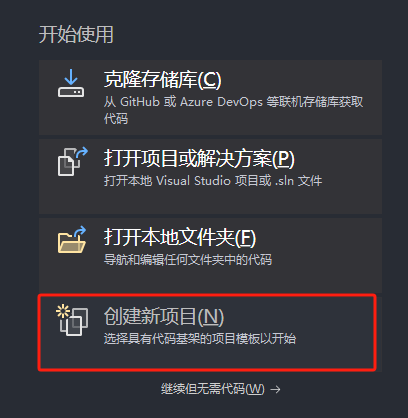 开始使用
克隆存储库(C)
从 GitHub 或 Azure DevOps 等联机存储库获取
代码
打开项目或解决方案(P)
打开本地 Visual Studio 项目或 .sln 文件
打开本地文件夹(F)
导航和编辑任何文件夹中的代码
创建新项目(N)
选择具有代码基架的项目模板以开始
继续但无需代码(W) →